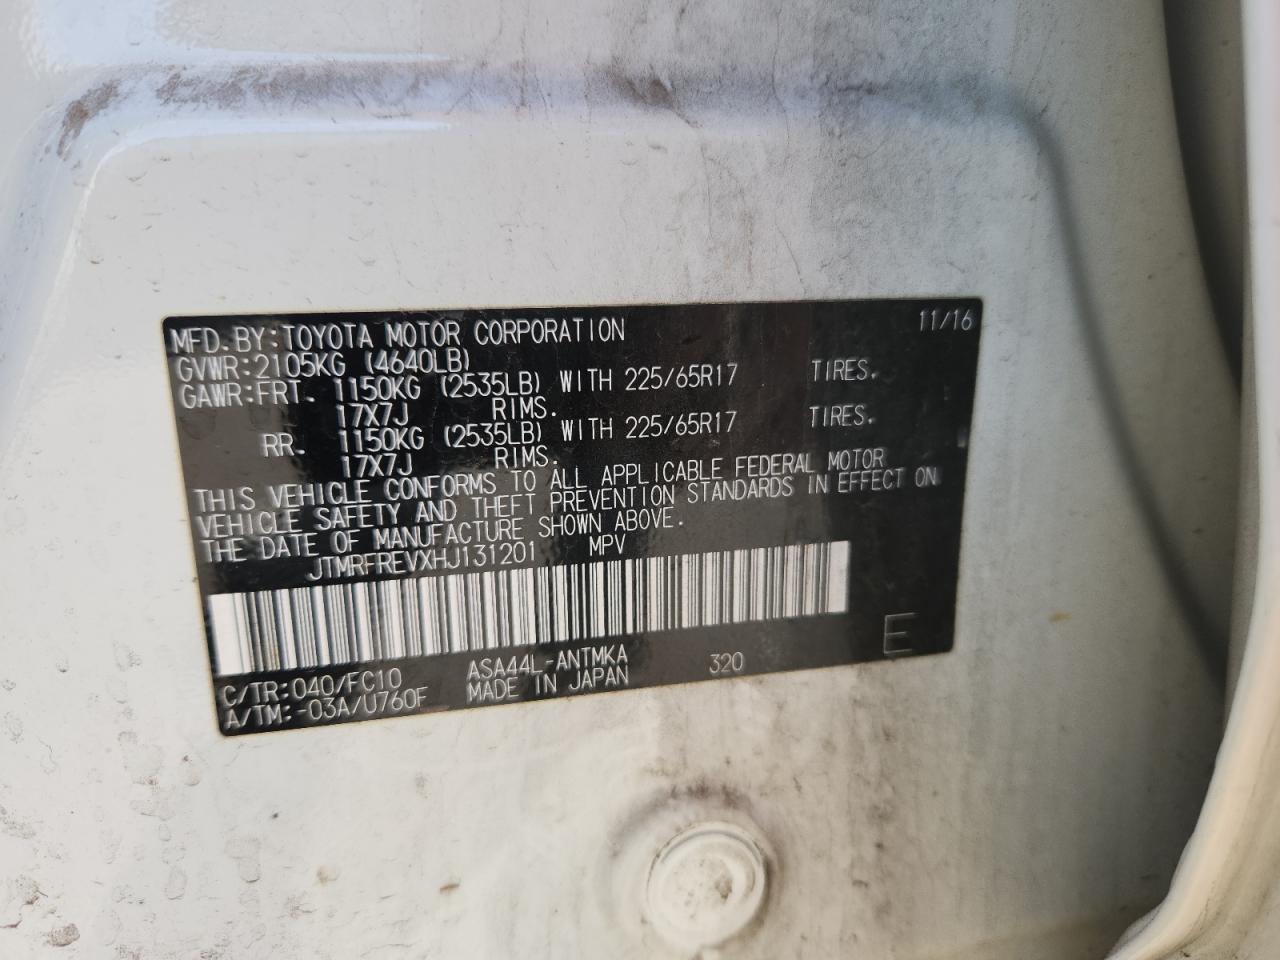 MFD. BY: TOYOTA MOTOR CORPORATION 11/16
GVWR: 2105KG (4640LB)
GAWR: FRT. 1150KG (2535LB) WITH 225/65R17 TIRES.
17X7J RIMS.
RR. 1150KG (2535LB) WITH 225/65R17 TIRES.
17X7J RIMS.
THIS VEHICLE CONFORMS TO ALL APPLICABLE FEDERAL MOTOR
VEHICLE SAFETY AND THEFT PREVENTION STANDARDS IN EFFECT ON
THE DATE OF MANUFACTURE SHOWN ABOVE.
JTMRFREVXHJ131201 MPV
E
C/TR: 040/FC10 ASA44L-ANTMKA 320
A/TM: -03A/U760F MADE IN JAPAN